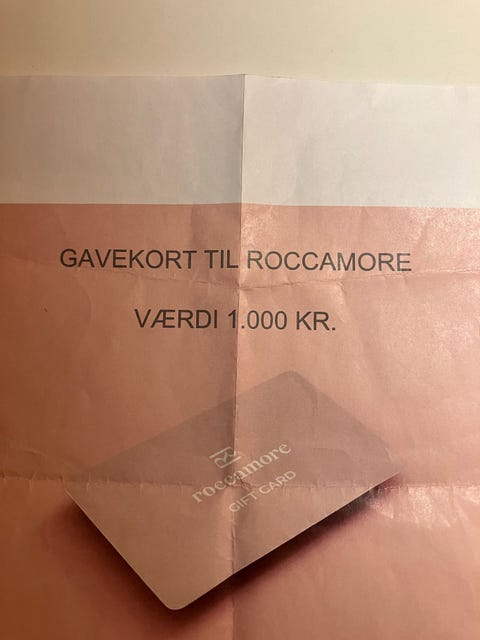 GAVEKORT TIL ROCCAMORE
VÆRDI 1.000 KR.
roccamore
GIFT CARD